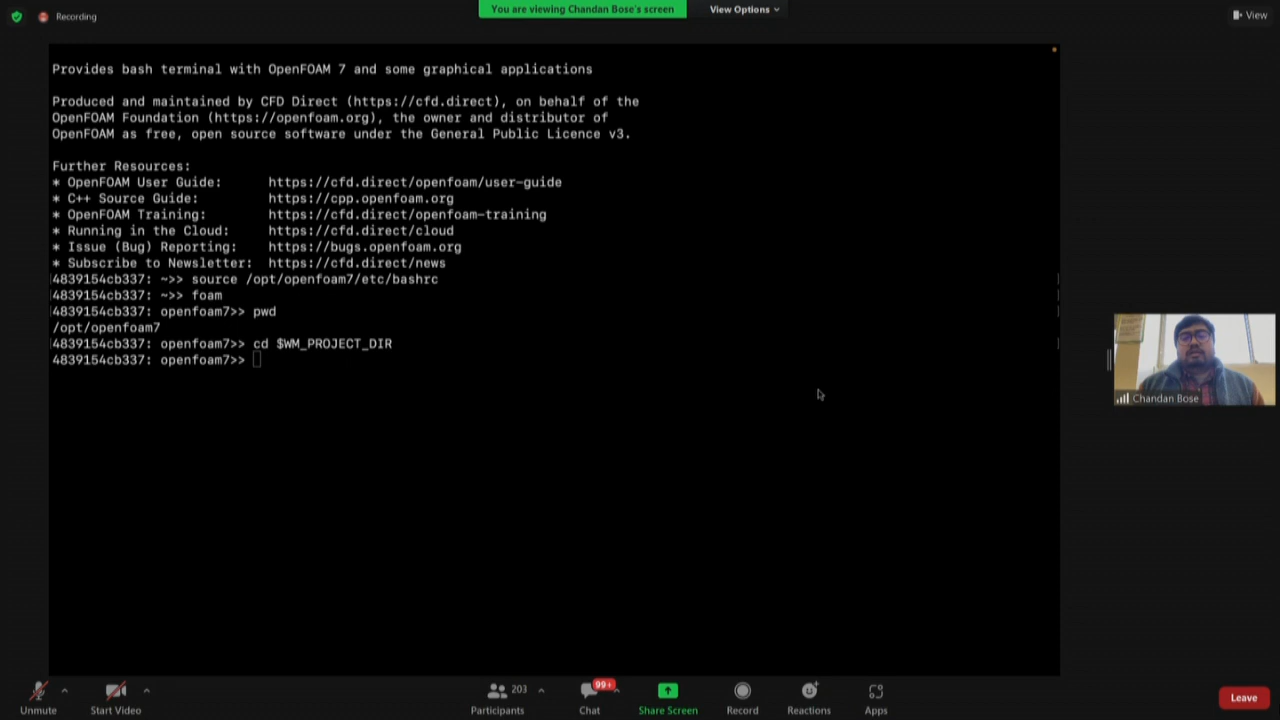 Recording
You are viewing Chandan Bose's screen
View Options
View
Provides bash terminal with OpenFOAM 7 and some graphical applications
Produced and maintained by CFD Direct (https://cfd.direct), on behalf of the
OpenFOAM Foundation (https://openfoam.org), the owner and distributor of
OpenFOAM as free, open source software under the General Public Licence v3.
Further Resources:
* OpenFOAM User Guide: https://cfd.direct/openfoam/user-guide
* C++ Source Guide: https://cpp.openfoam.org
* OpenFOAM Training: https://cfd.direct/openfoam-training
* Running in the Cloud: https://cfd.direct/cloud
* Issue (Bug) Reporting: https://bugs.openfoam.org
* Subscribe to Newsletter: https://cfd.direct/news
4839154cb337: ~>> source /opt/openfoam7/etc/bashrc
4839154cb337: ~>> foam
4839154cb337: openfoam7>> pwd
/opt/openfoam7
4839154cb337: openfoam7>> cd $WM_PROJECT_DIR
4839154cb337: openfoam7>>
Chandan Bose
Unmute
Start Video
Participants
203
Chat
99+
Share Screen
Record
Reactions
Apps
Leave